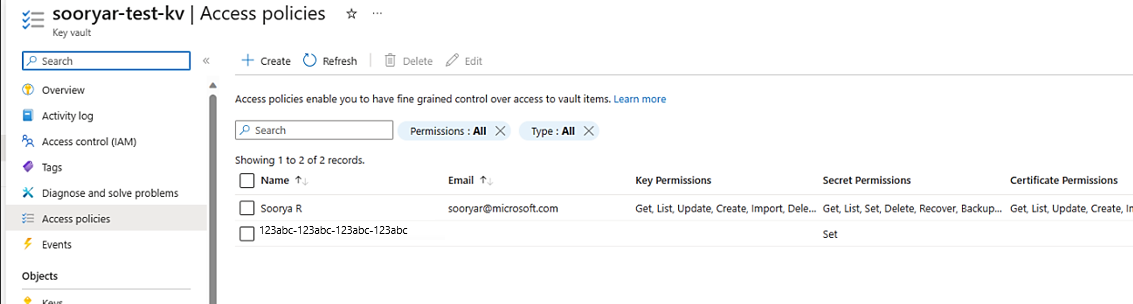 sooryar-test-kv | Access policies ☆ ...
Key vault
Search «
Overview
Activity log
Access control (IAM)
Tags
Diagnose and solve problems
Access policies
Events
Objects
Keys
+ Create Refresh Delete Edit
Access policies enable you to have fine grained control over access to vault items. Learn more
Search Permissions : All Type : All
Showing 1 to 2 of 2 records.
Name ↑↓ Email ↑↓ Key Permissions Secret Permissions Certificate Permissions
Soorya R sooryar@microsoft.com Get, List, Update, Create, Import, Dele... Get, List, Set, Delete, Recover, Backup... Get, List, Update, Create, Im
123abc-123abc-123abc-123abc Set